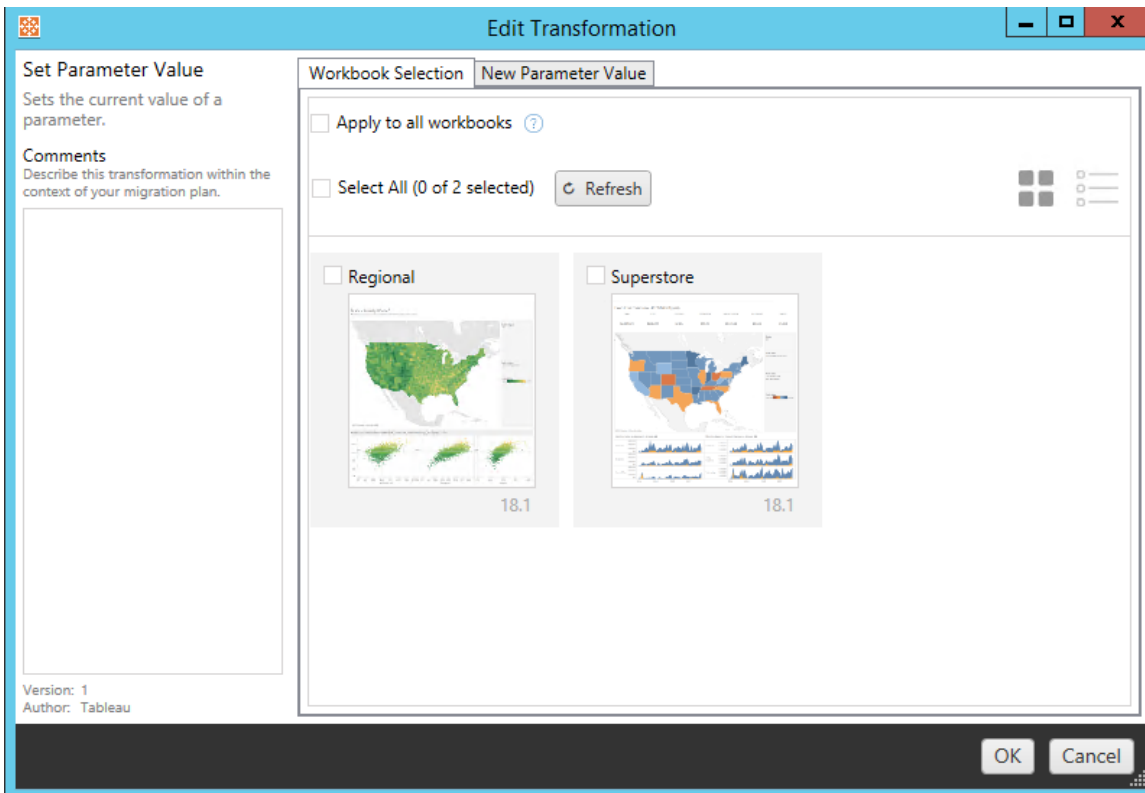 Edit Transformation
X
Set Parameter Value
Sets the current value of a
parameter.
Comments
Describe this transformation within the
context of your migration plan.
Version: 1
Author: Tableau
Workbook Selection
New Parameter Value
Apply to all workbooks ?
Select All (0 of 2 selected)
Refresh
Regional
18.1
Superstore
18.1
OK
Cancel